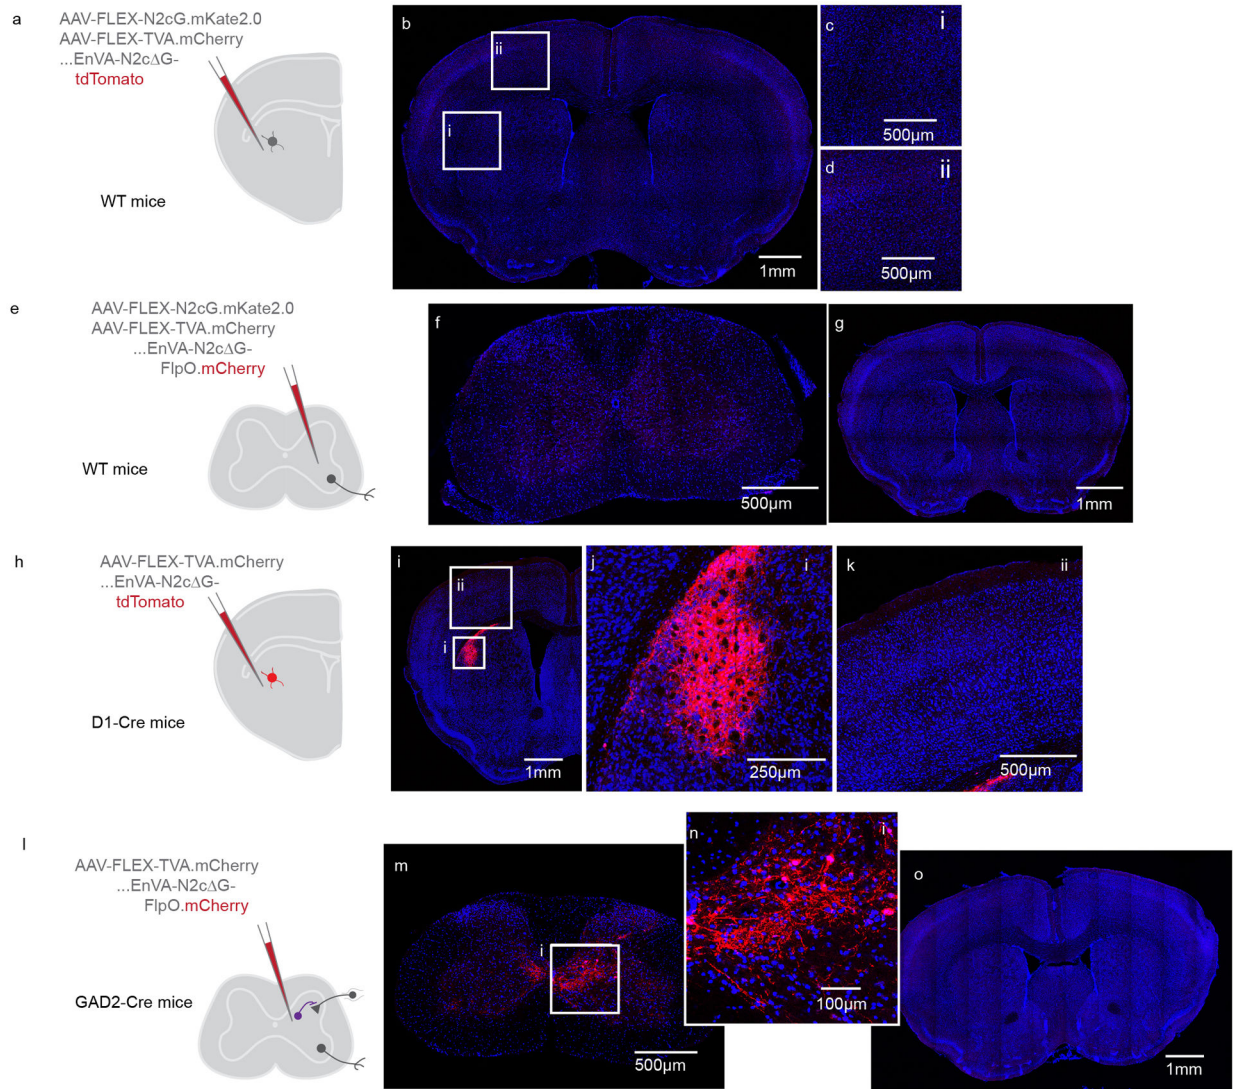 a
AAV-FLEX-N2cG.mKate2.0
AAV-FLEX-TVA.mCherry
...EnVA-N2cΔG-
tdTomato
WT mice
b
ii
i
1mm
c
i
500µm
d
ii
500µm
e
AAV-FLEX-N2cG.mKate2.0
AAV-FLEX-TVA.mCherry
...EnVA-N2cΔG-
FlpO.mCherry
WT mice
f
500µm
g
1mm
h
AAV-FLEX-TVA.mCherry
...EnVA-N2cΔG-
tdTomato
D1-Cre mice
i
ii
i
1mm
j
i
250µm
k
ii
500µm
l
AAV-FLEX-TVA.mCherry
...EnVA-N2cΔG-
FlpO.mCherry
GAD2-Cre mice
m
i
500µm
n
i
100µm
o
1mm